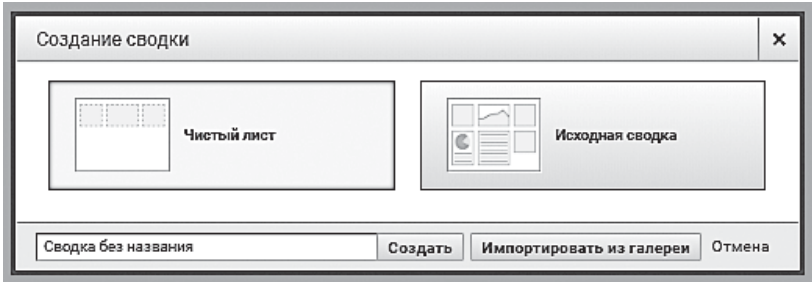 Создание сводки
Чистый лист
Исходная сводка
Сводка без названия
Создать
Импортировать из галереи
Отмена